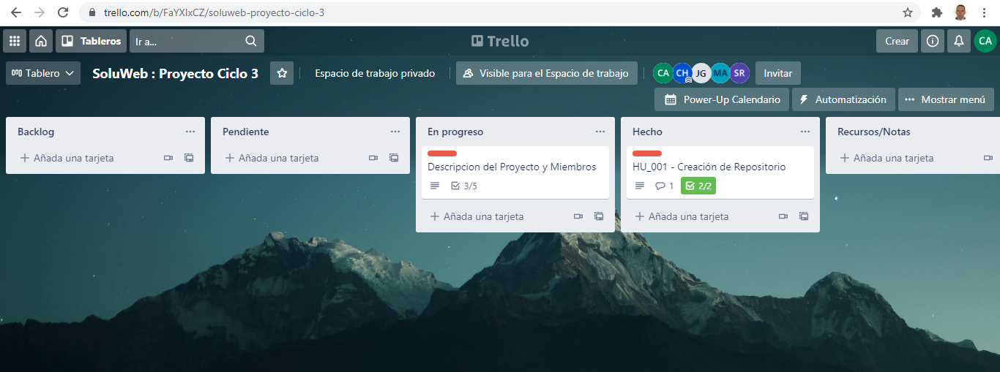 trello.com/b/FaYXlxCZ/soluweb-proyecto-ciclo-3
Tableros
Ir a...
Trello
Crear
CA
Tablero
SoluWeb : Proyecto Ciclo 3
Espacio de trabajo privado
Visible para el Espacio de trabajo
CA CH JG MA SR
Invitar
Power-Up Calendario
Automatización
Mostrar menú
Backlog
Añada una tarjeta
Pendiente
Añada una tarjeta
En progreso
Descripcion del Proyecto y Miembros
3/5
Añada una tarjeta
Hecho
HU_001 - Creación de Repositorio
1 2/2
Añada una tarjeta
Recursos/Notas
Añada una tarjeta